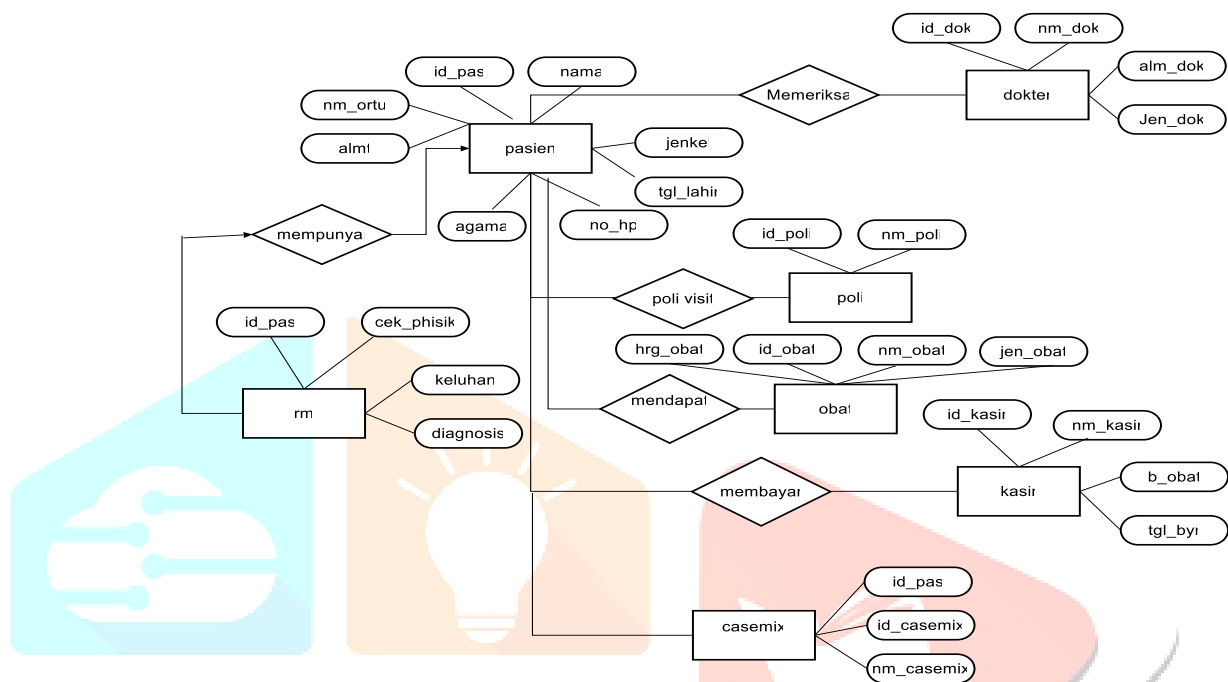 id_dok
nm_dok
alm_dok
Jen_dok
dokter
Memeriksa
id_pas
nama
nm_ortu
almt
pasien
jenkel
tgl_lahir
agama
no_hp
mempunya
id_poli
nm_poli
poli visit
poli
id_pas
cek_phisik
keluhan
diagnosis
rm
hrg_obat
id_obat
nm_obat
jen_obat
mendapat
obat
id_kasir
nm_kasir
b_obat
tgl_byr
membayar
kasir
id_pas
id_casemix
nm_casemix
casemix